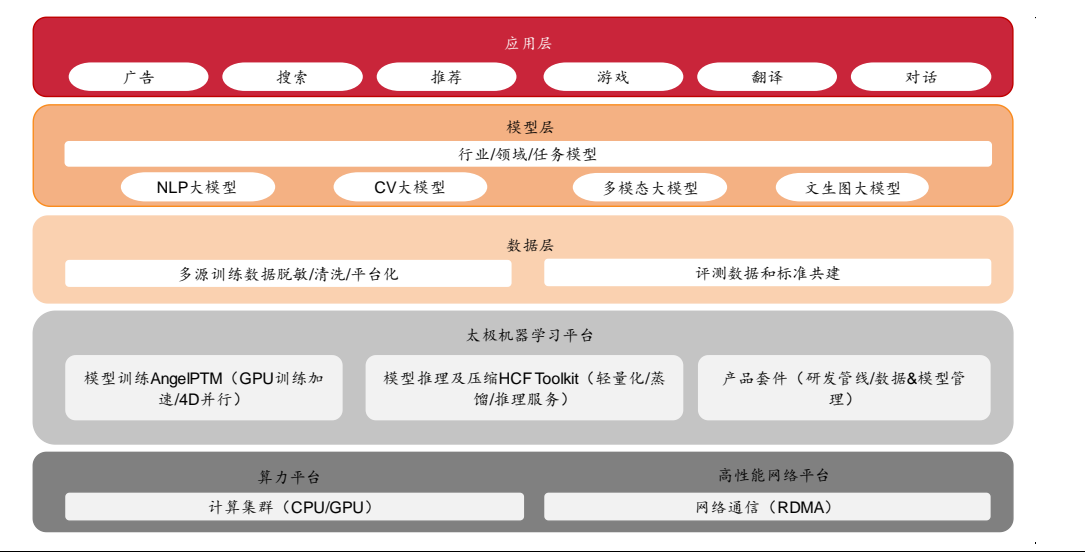 应用层
广告 搜索 推荐 游戏 翻译 对话
模型层
行业/领域/任务模型
NLP大模型 CV大模型 多模态大模型 文生图大模型
数据层
多源训练数据脱敏/清洗/平台化 评测数据和标准共建
太极机器学习平台
模型训练AngelPTM（GPU训练加
速/4D并行）
模型推理及压缩HCF Toolkit（轻量化/蒸
馏/推理服务）
产品套件（研发管线/数据&模型管
理）
算力平台 高性能网络平台
计算集群（CPU/GPU） 网络通信（RDMA）